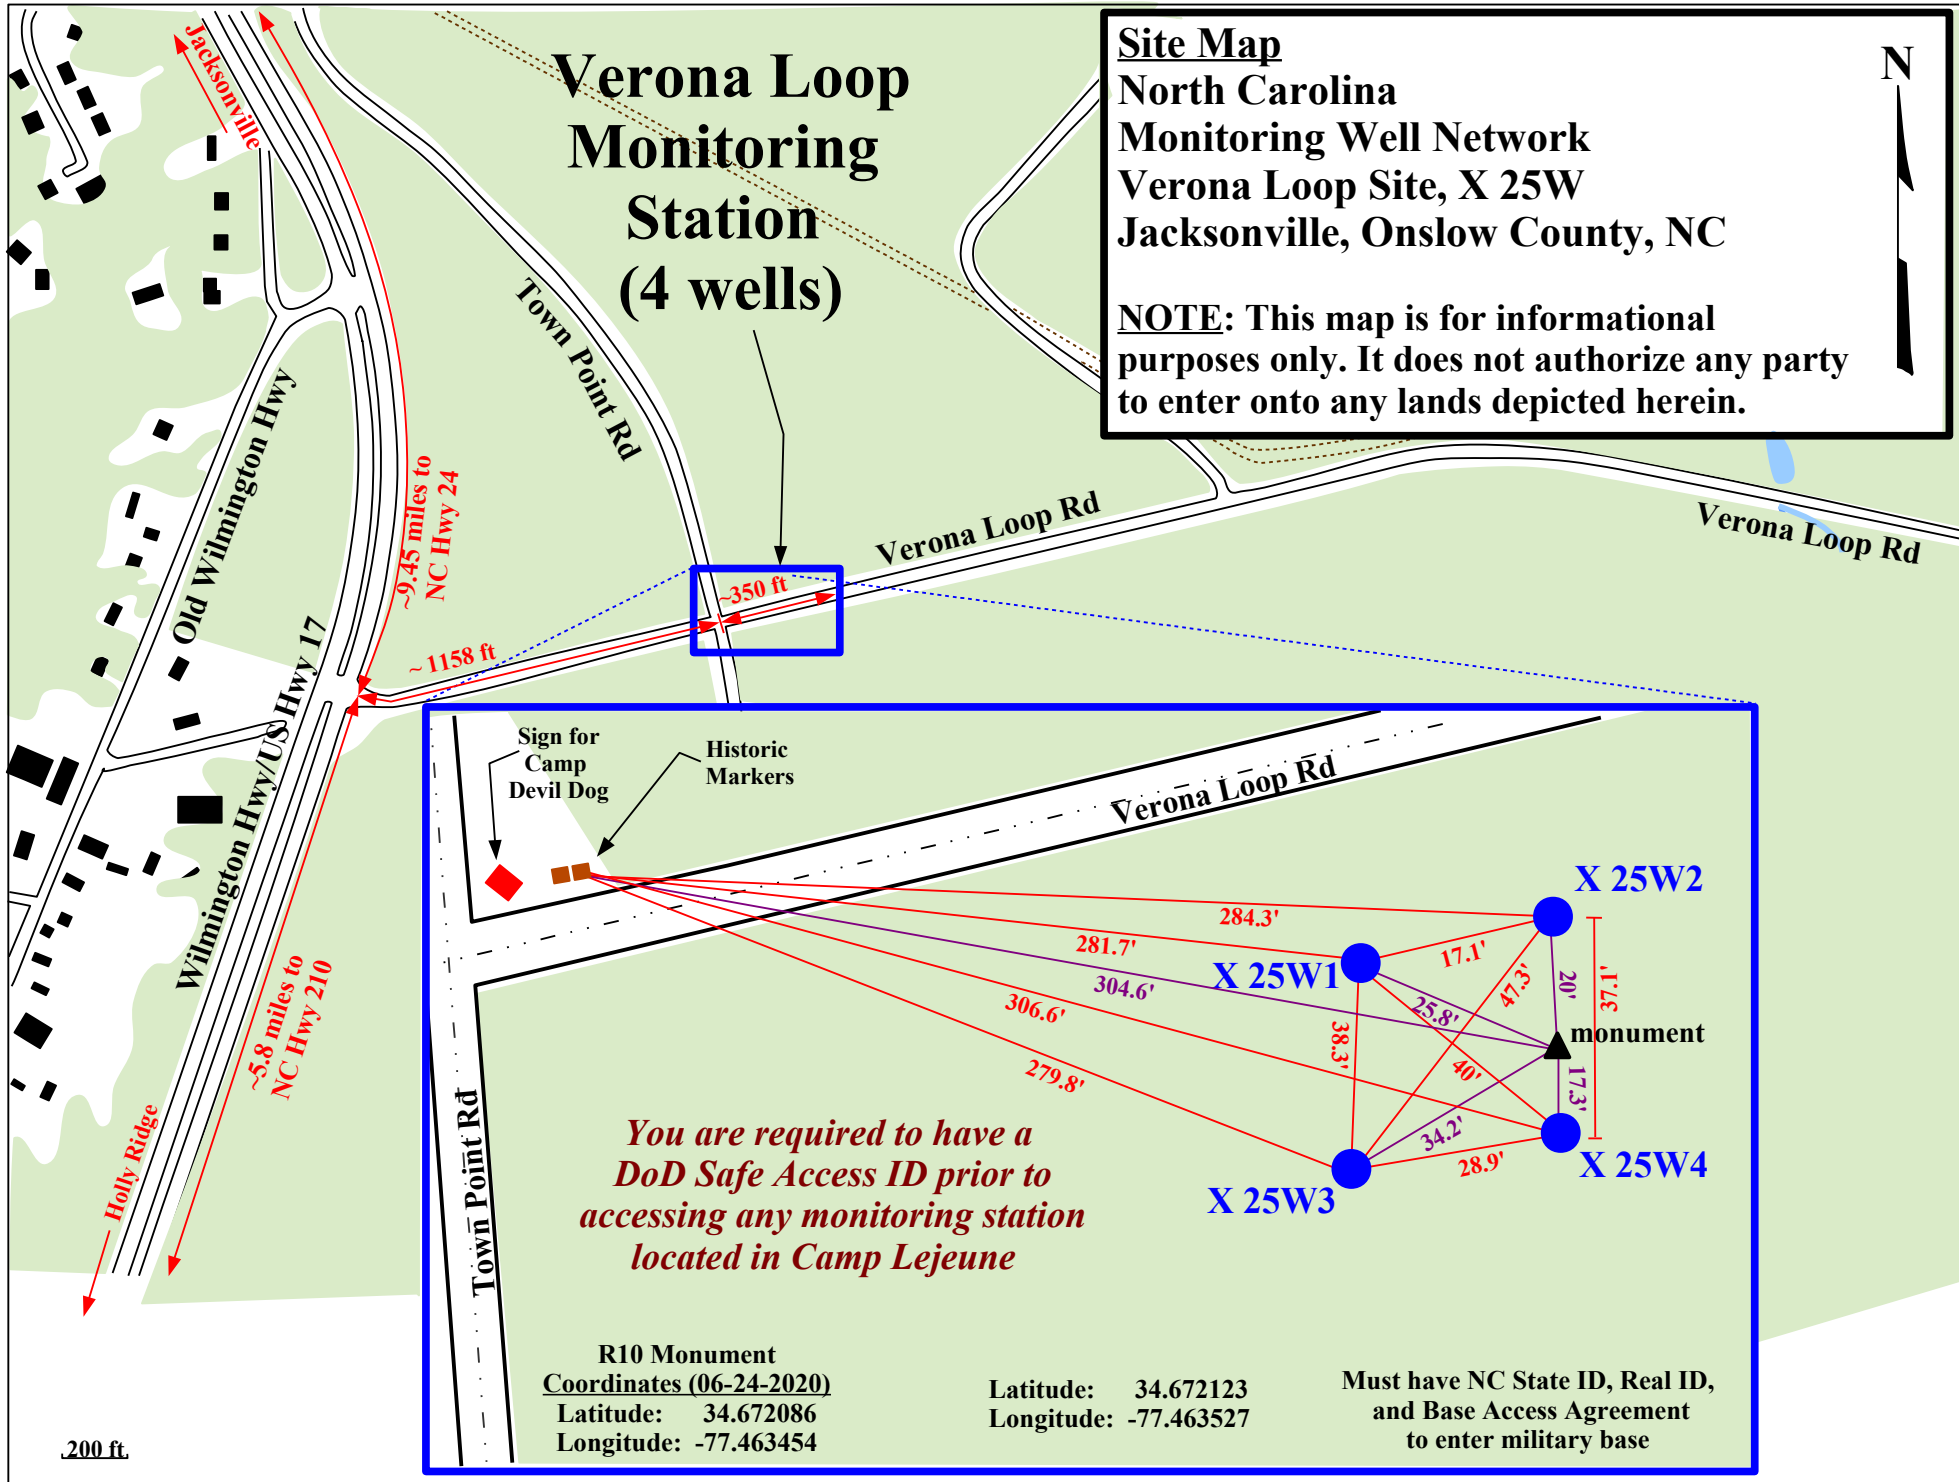 Verona Loop
Monitoring
Station
(4 wells)
Site Map
North Carolina
Monitoring Well Network
Verona Loop Site, X 25W
Jacksonville, Onslow County, NC
NOTE: This map is for informational
purposes only. It does not authorize any party
to enter onto any lands depicted herein.
N
Jacksonville
Town Point Rd
Old Wilmington Hwy
~9.45 miles to
NC Hwy 24
Verona Loop Rd
Verona Loop Rd
~350 ft
~ 1158 ft
Wilmington Hwy/US Hwy 17
~5.8 miles to
NC Hwy 210
Holly Ridge
Sign for
Camp
Devil Dog
Historic
Markers
Verona Loop Rd
X 25W2
284.3'
281.7'
17.1'
X 25W1
304.6'
47.3'
20'
37.1'
306.6'
25.8'
monument
38.3'
40'
279.8'
17.3'
34.2'
28.9'
X 25W4
X 25W3
Town Point Rd
You are required to have a
DoD Safe Access ID prior to
accessing any monitoring station
located in Camp Lejeune
R10 Monument
Coordinates (06-24-2020)
Latitude: 34.672086
Longitude: -77.463454
Latitude: 34.672123
Longitude: -77.463527
Must have NC State ID, Real ID,
and Base Access Agreement
to enter military base
200 ft